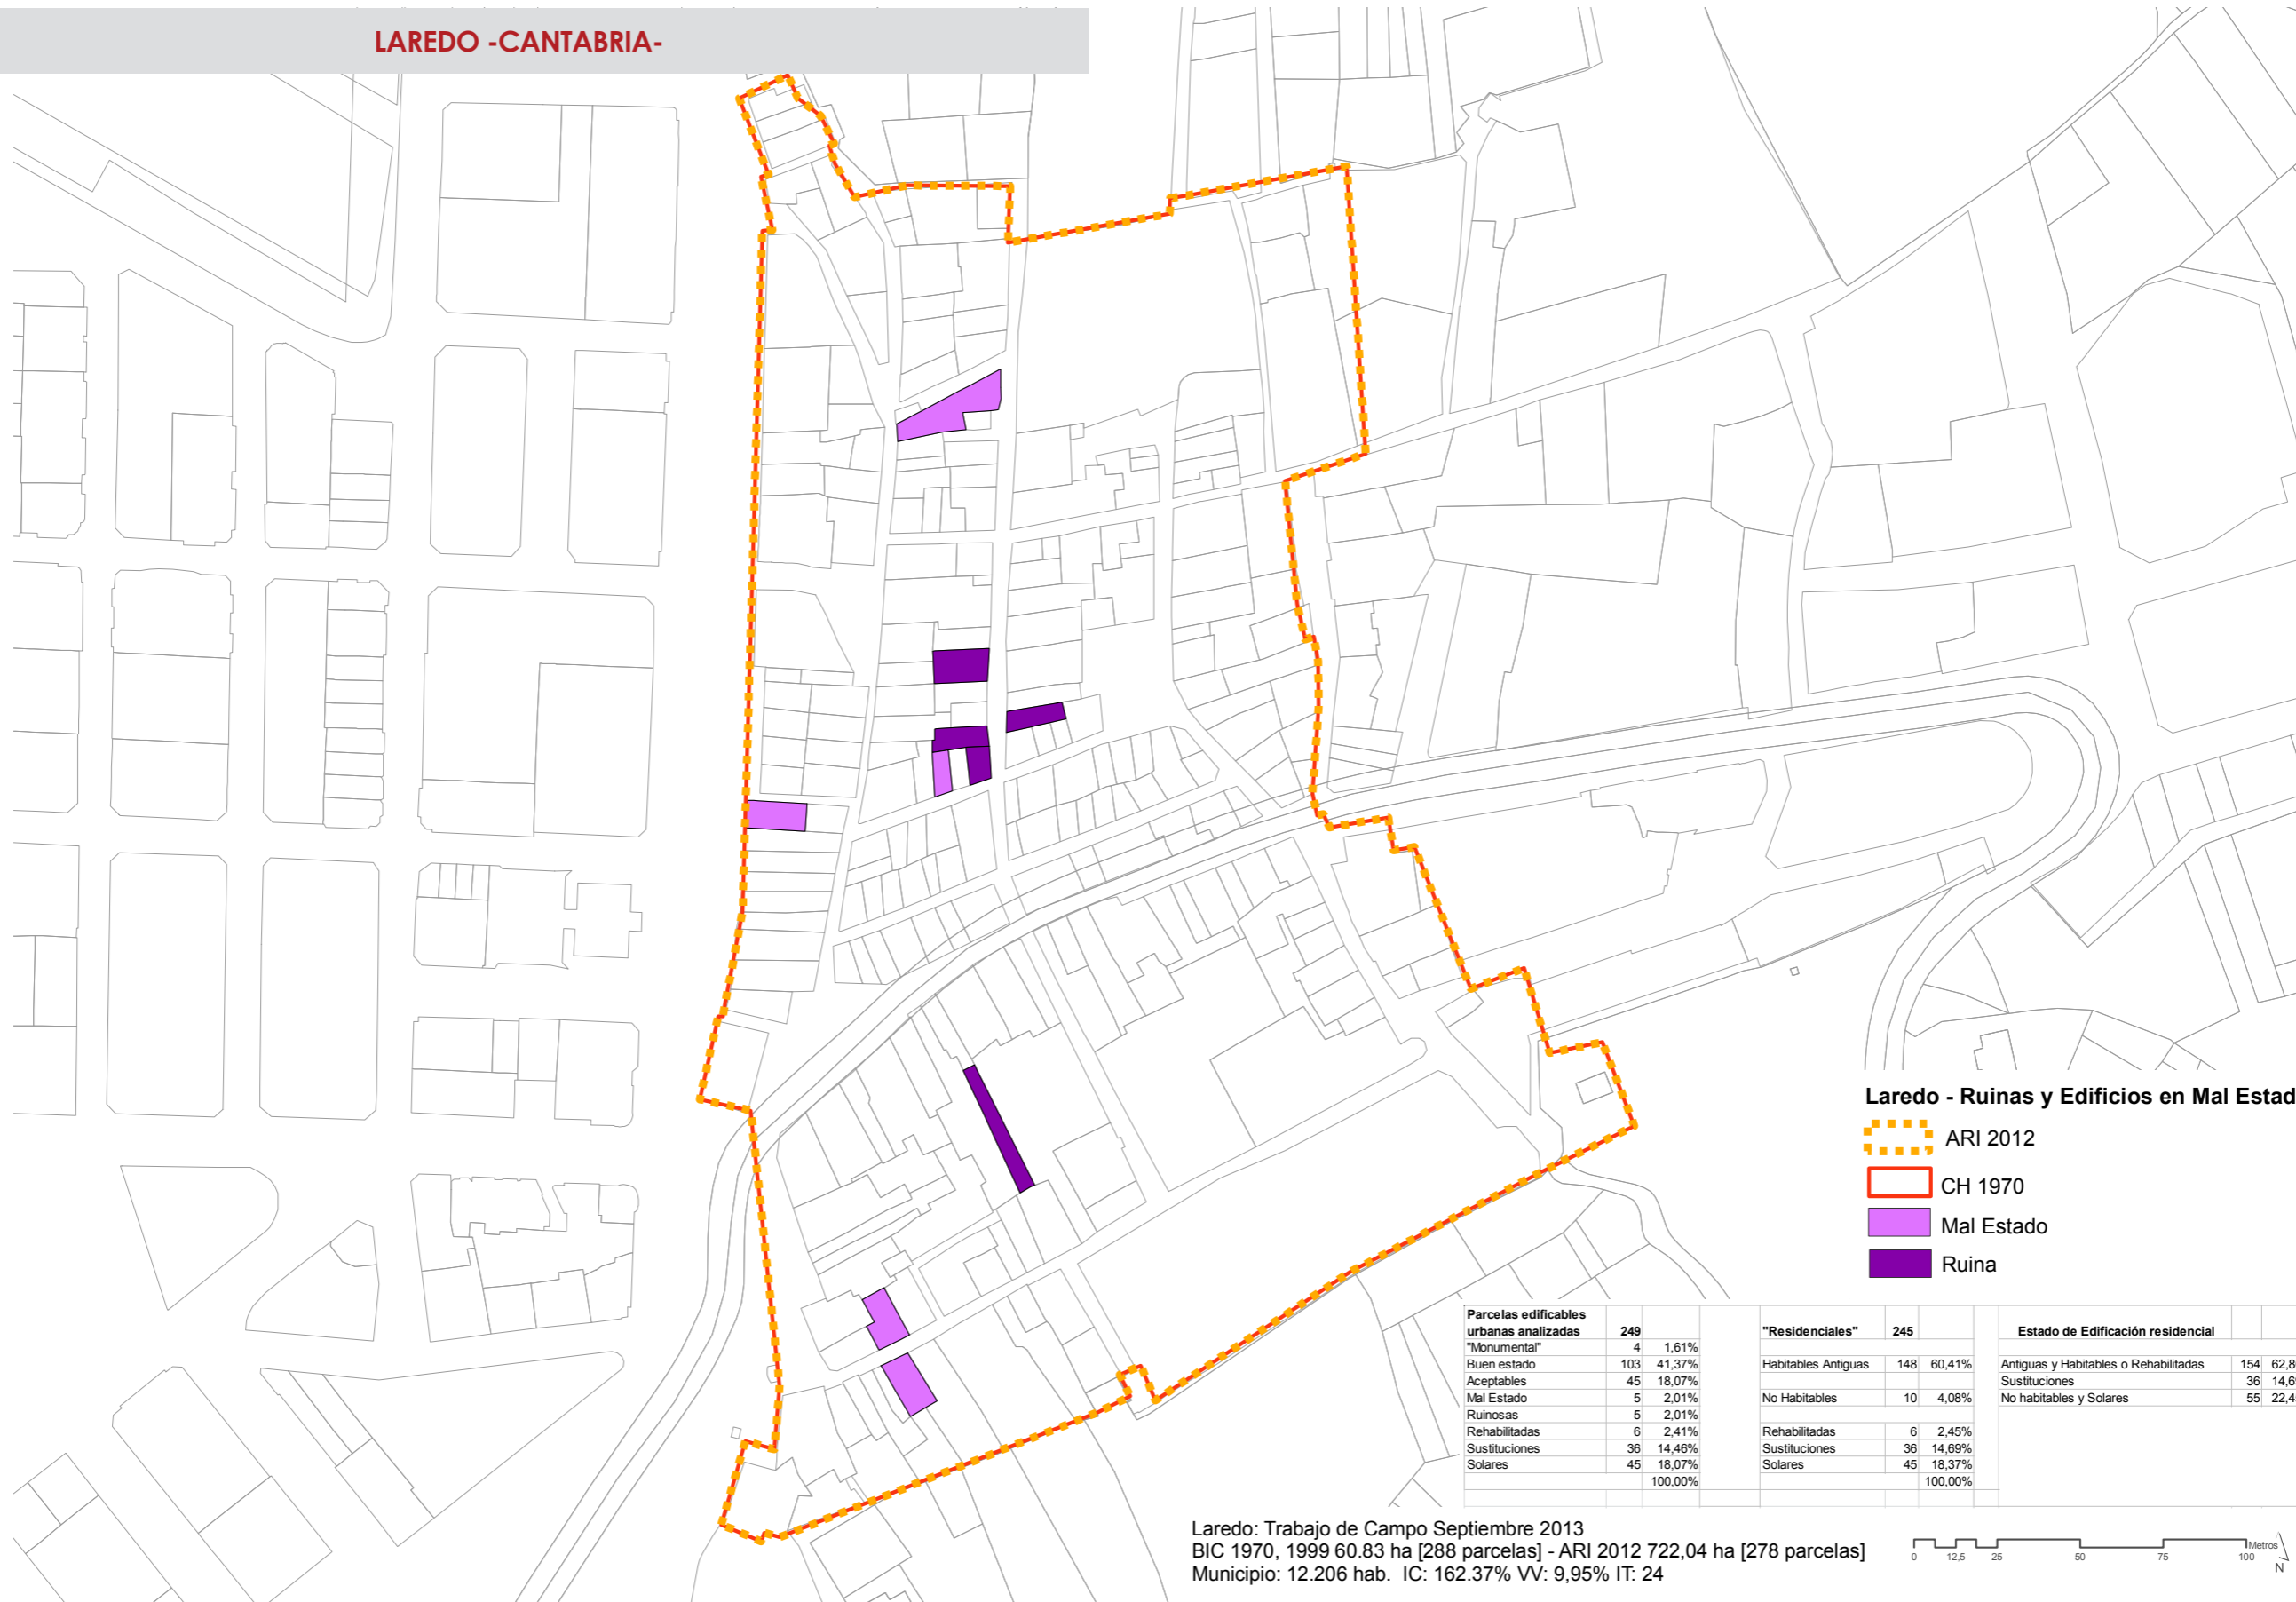 LAREDO -CANTABRIA-
Laredo - Ruinas y Edificios en Mal Estad
ARI 2012
CH 1970
Mal Estado
Ruina
Parcelas edificables
urbanas analizadas 249 "Residenciales" 245 Estado de Edificación residencial
"Monumental" 4 1,61%
Buen estado 103 41,37% Habitables Antiguas 148 60,41% Antiguas y Habitables o Rehabilitadas 154 62,8
Aceptables 45 18,07% Sustituciones 36 14,6
Mal Estado 5 2,01% No Habitables 10 4,08% No habitables y Solares 55 22,4
Ruinosas 5 2,01%
Rehabilitadas 6 2,41% Rehabilitadas 6 2,45%
Sustituciones 36 14,46% Sustituciones 36 14,69%
Solares 45 18,07% Solares 45 18,37%
100,00% 100,00%
Laredo: Trabajo de Campo Septiembre 2013
BIC 1970, 1999 60.83 ha [288 parcelas] - ARI 2012 722,04 ha [278 parcelas]
Municipio: 12.206 hab. IC: 162.37% VV: 9,95% IT: 24
Metros
0 12,5 25 50 75 100
N